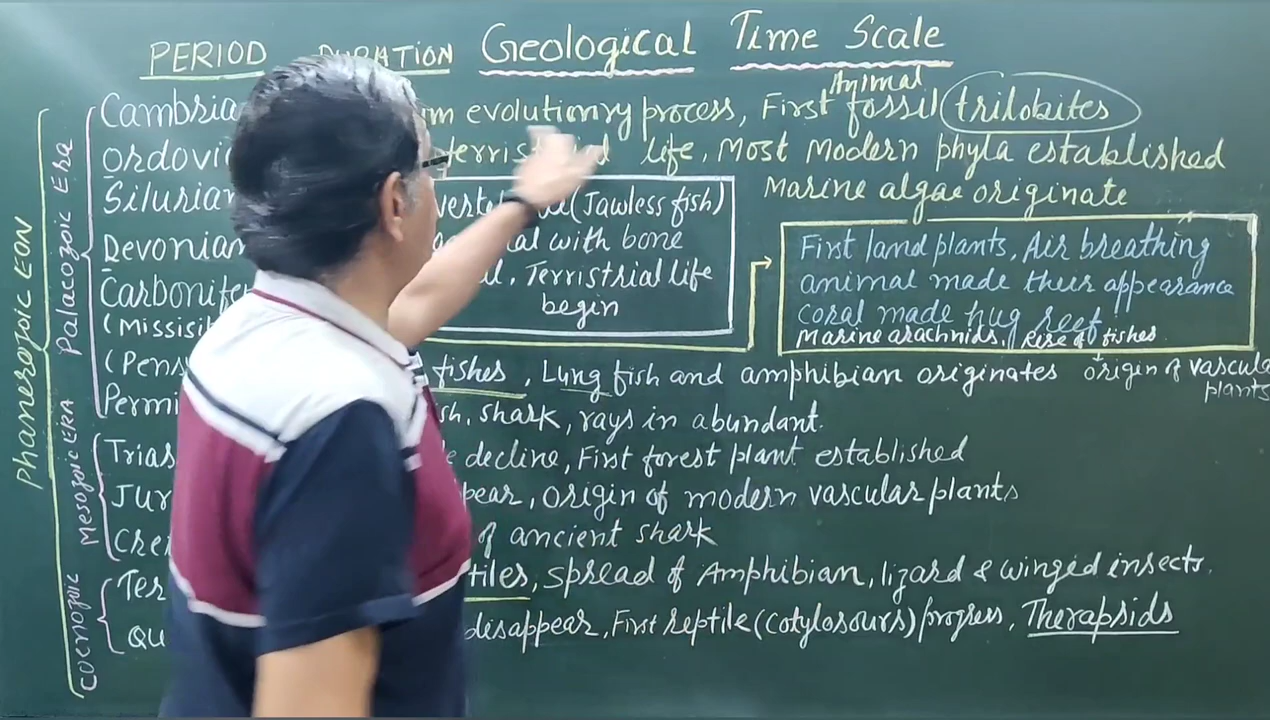 PERIOD DURATION Geological Time Scale
Animal
Cambria m evolutionry process, First fossil trilobites
Ordovic terristrial life, Most Modern phyla established
Silurian verte (Jawless fish) Marine algae originate
Devonian al with bone First land plants, Air breathing
Carbonife l, Terristrial life animal made their appearance
begin coral made hug reef
(Missisi Marine arachnids, Rise of fishes
(Pens fishes, Lung fish and amphibian originates origin of vascula
plants
Permi sh, shark, rays in abundant.
Trias e decline, First forest plant established
Jur pear, origin of modern vascular plants
Cre of ancient shark
Ter tiles, spread of Amphibian, lizard & winged insects.
Qu disappear, First reptile (cotylosours) progress, Therapsids
Phanerozoic EON
Palaeozoic Era
Mesozoic ERA
Coenozoic